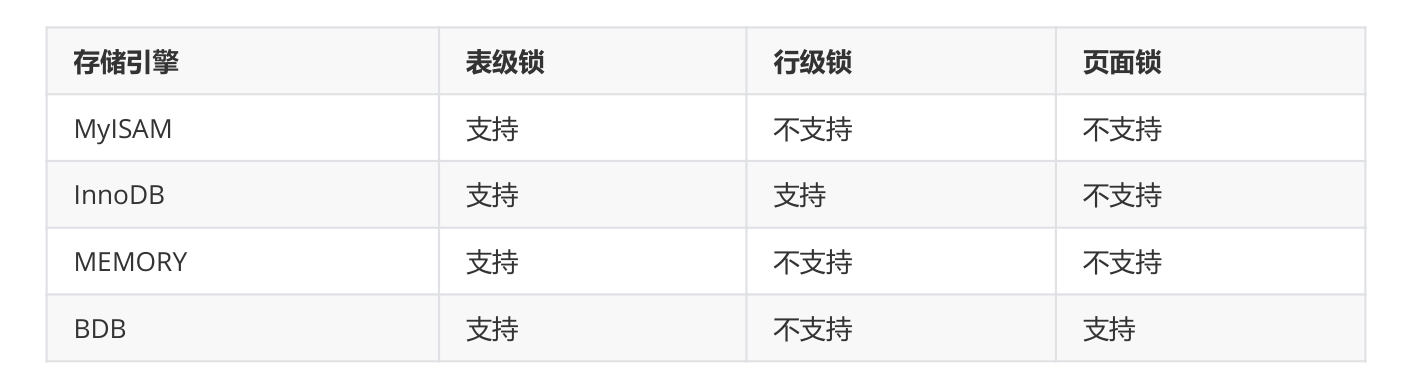 存储引擎 表级锁 行级锁 页面锁
MyISAM 支持 不支持 不支持
InnoDB 支持 支持 不支持
MEMORY 支持 不支持 不支持
BDB 支持 不支持 支持